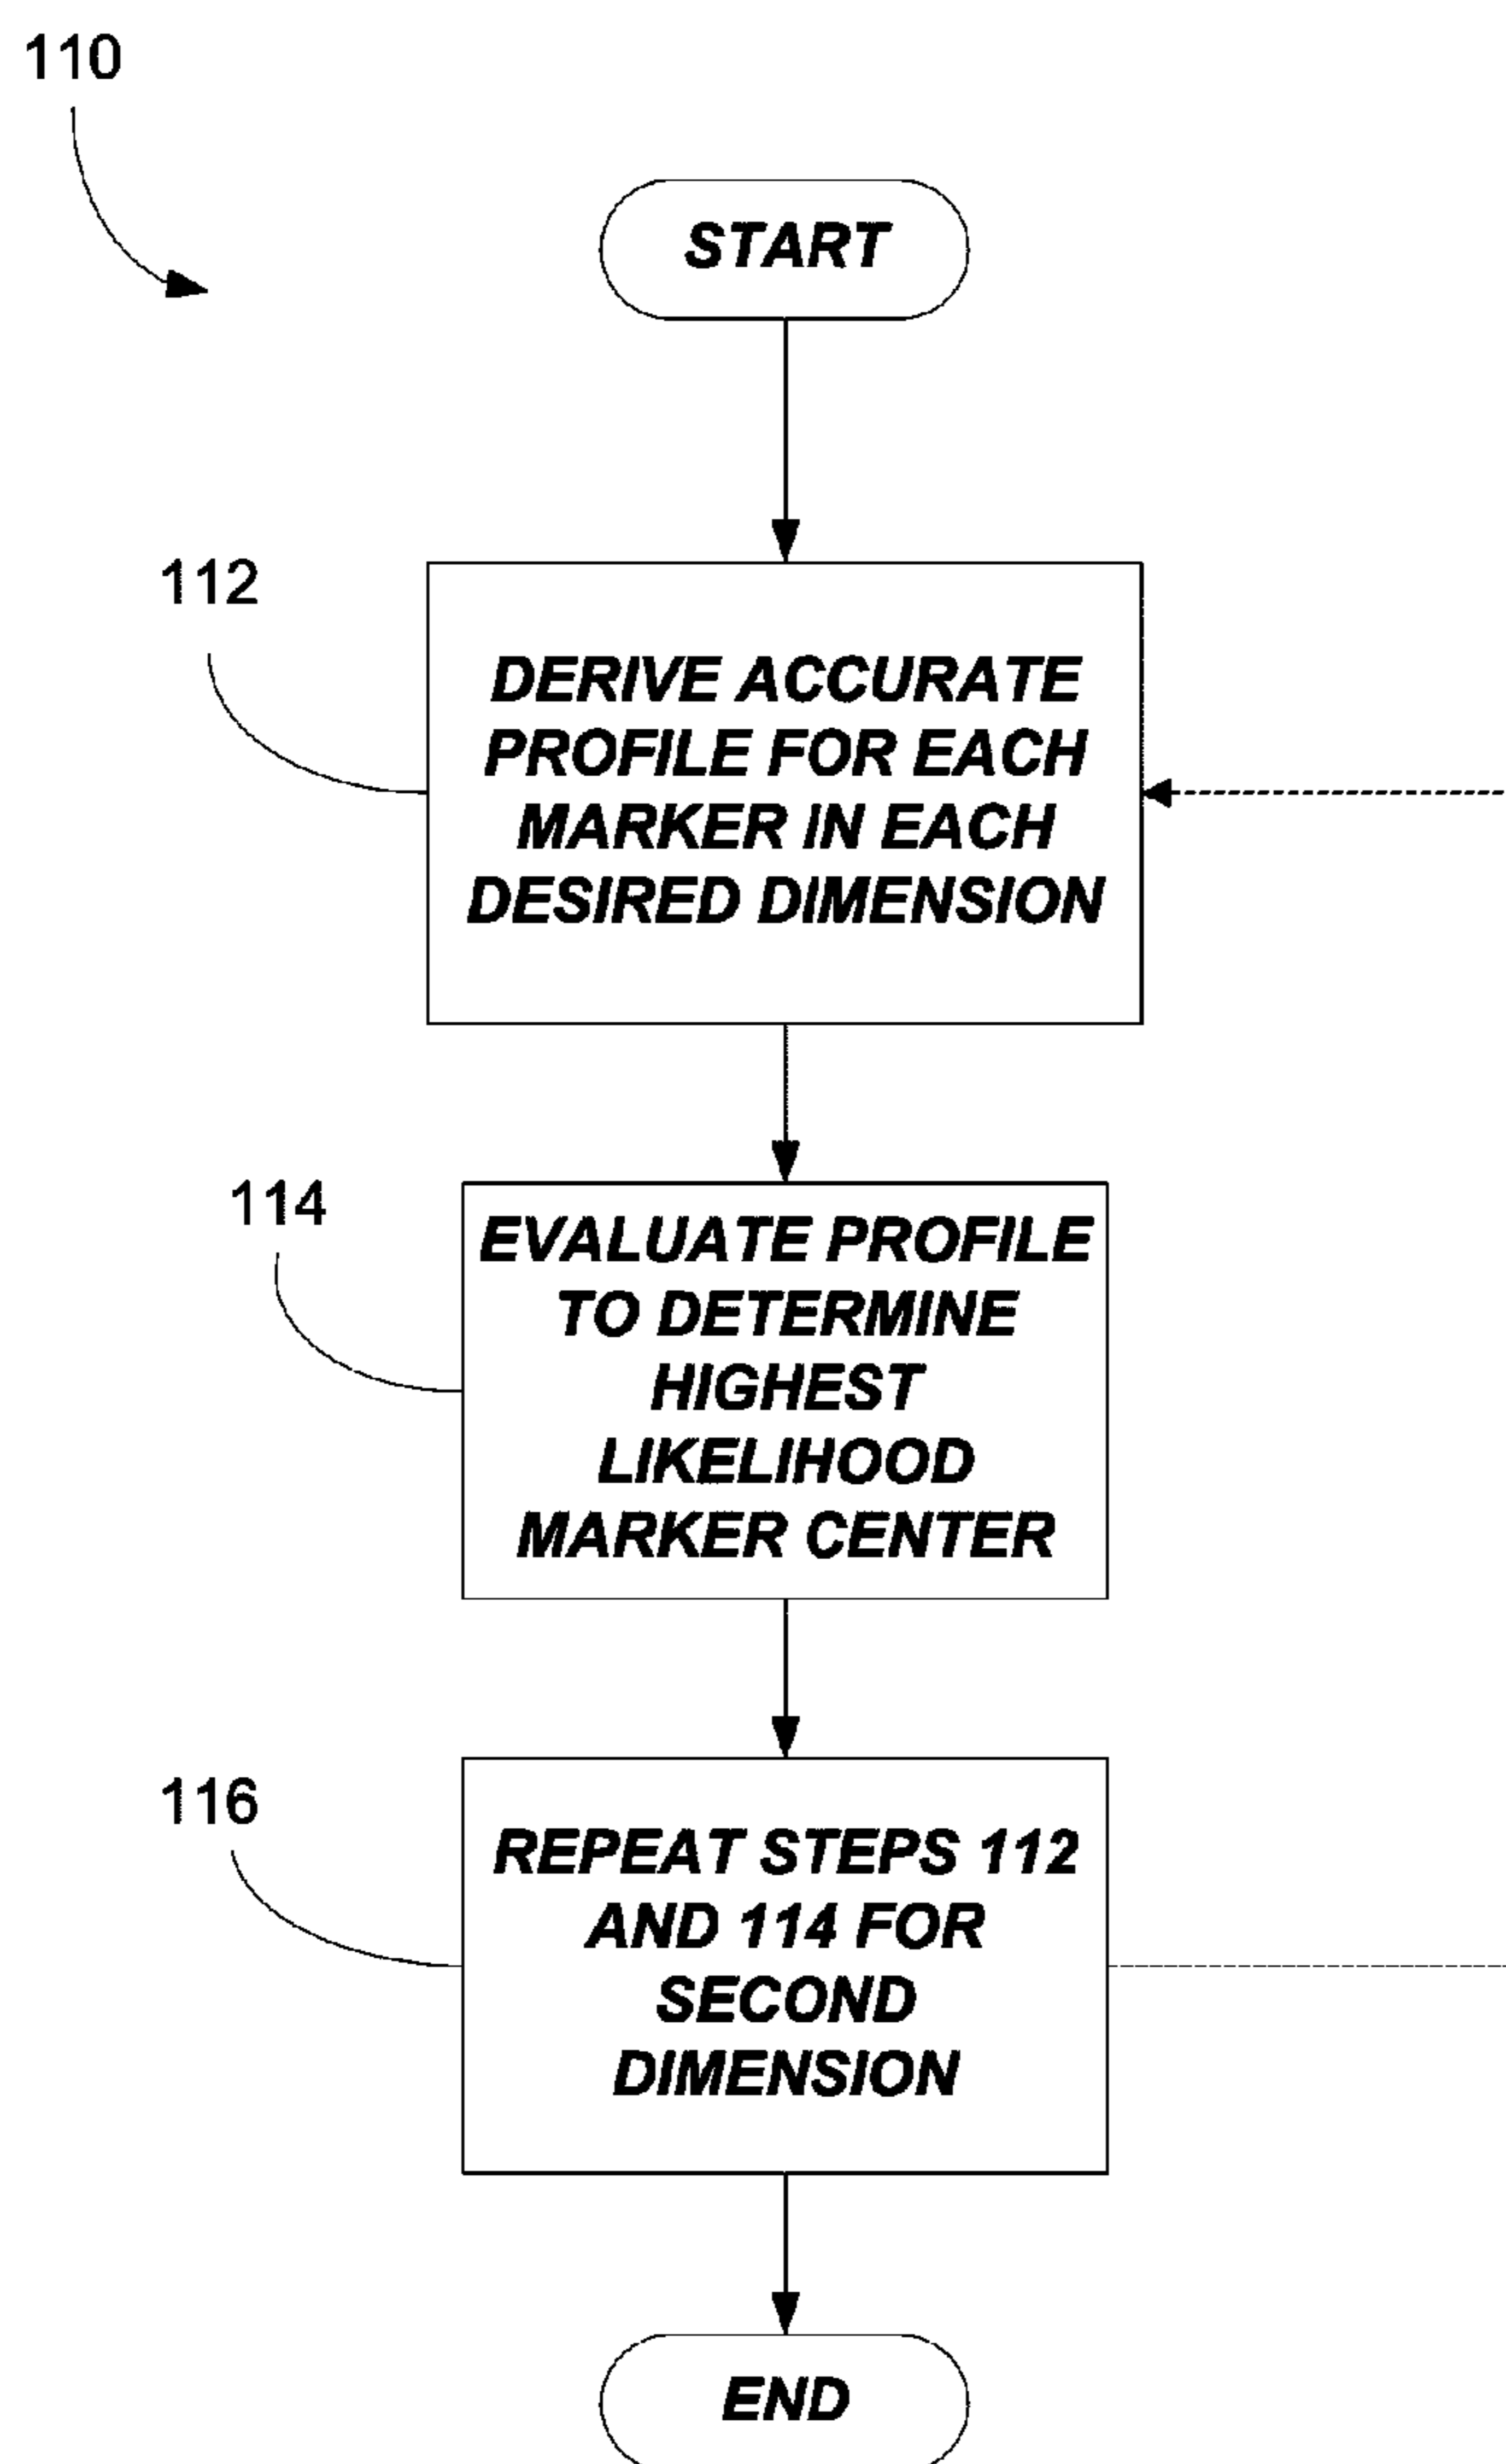 110
START
112
DERIVE ACCURATE
PROFILE FOR EACH
MARKER IN EACH
DESIRED DIMENSION
114
EVALUATE PROFILE
TO DETERMINE
HIGHEST
LIKELIHOOD
MARKER CENTER
116
REPEAT STEPS 112
AND 114 FOR
SECOND
DIMENSION
END